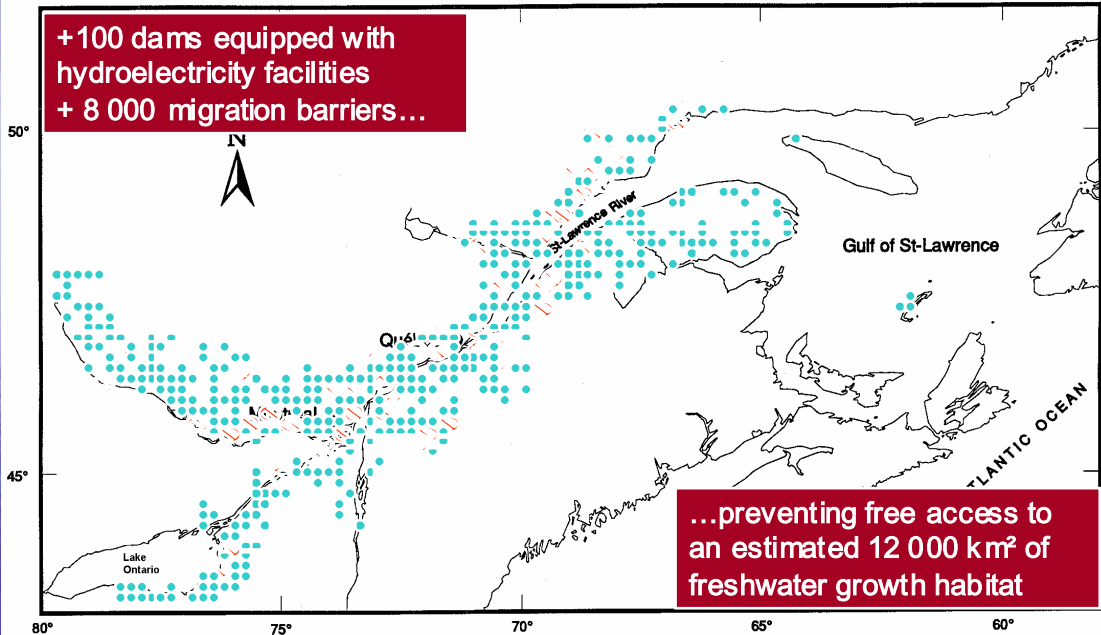 +100 dams equipped with
hydroelectricity facilities
+ 8 000 migration barriers…
50°
N
St-Lawrence River
Gulf of St-Lawrence
45°
TLANTIC OCEAN
…preventing free access to
an estimated 12 000 km² of
freshwater growth habitat
Lake
Ontario
80°
75°
70°
65°
60°